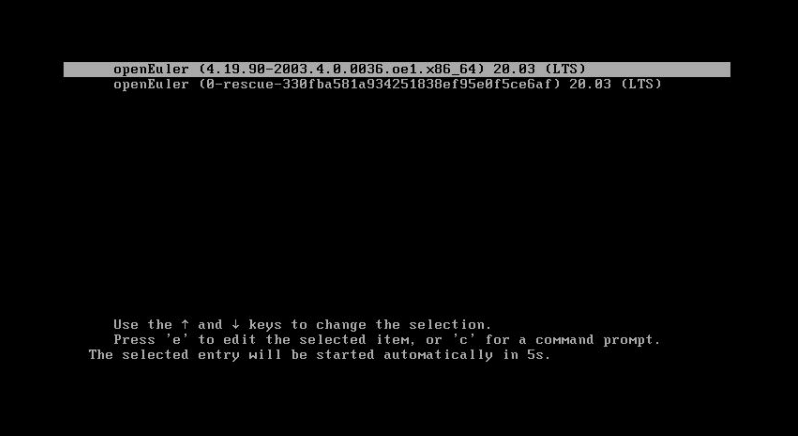 openEuler (4.19.90-2003.4.0.0036.oe1.x86_64) 20.03 (LTS)
openEuler (0-rescue-330fba581a934251838ef95e0f5ce6af) 20.03 (LTS)
Use the ↑ and ↓ keys to change the selection.
Press 'e' to edit the selected item, or 'c' for a command prompt.
The selected entry will be started automatically in 5s.